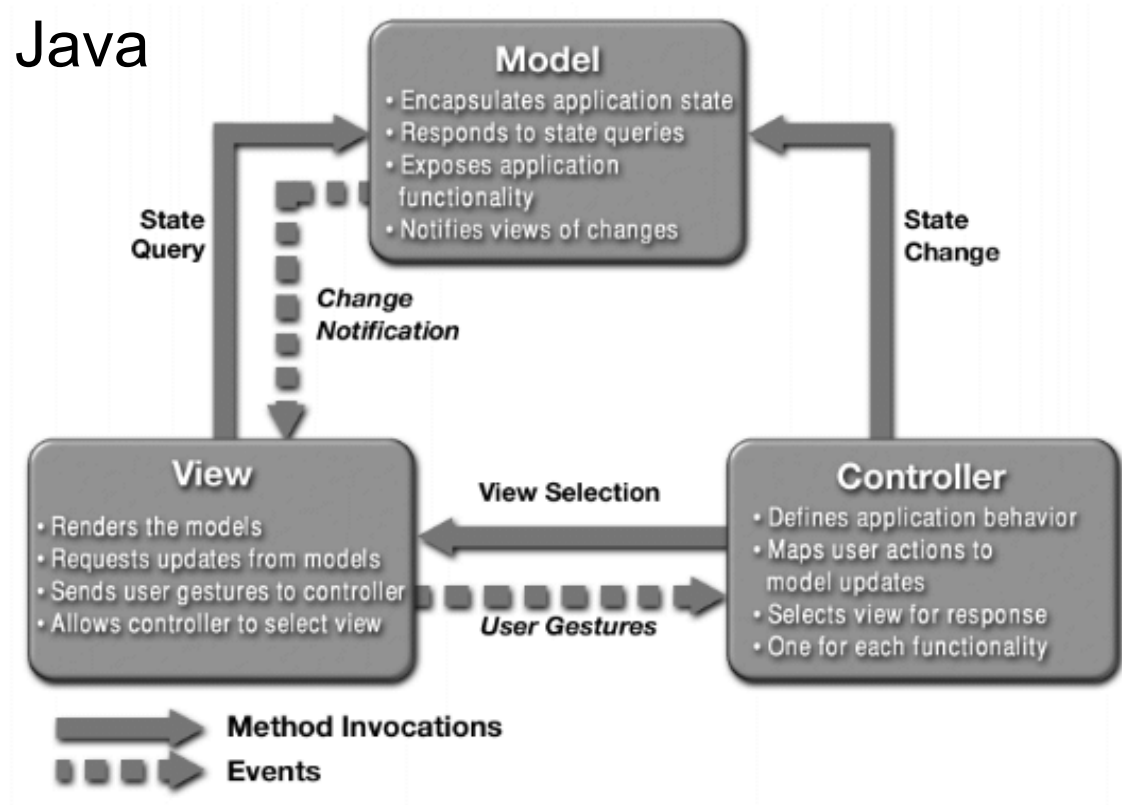 Java
Model
• Encapsulates application state
• Responds to state queries
• Exposes application
functionality
• Notifies views of changes
State
Query
State
Change
Change
Notification
View
• Renders the models
• Requests updates from models
• Sends user gestures to controller
• Allows controller to select view
View Selection
User Gestures
Controller
• Defines application behavior
• Maps user actions to
model updates
• Selects view for response
• One for each functionality
Method Invocations
Events